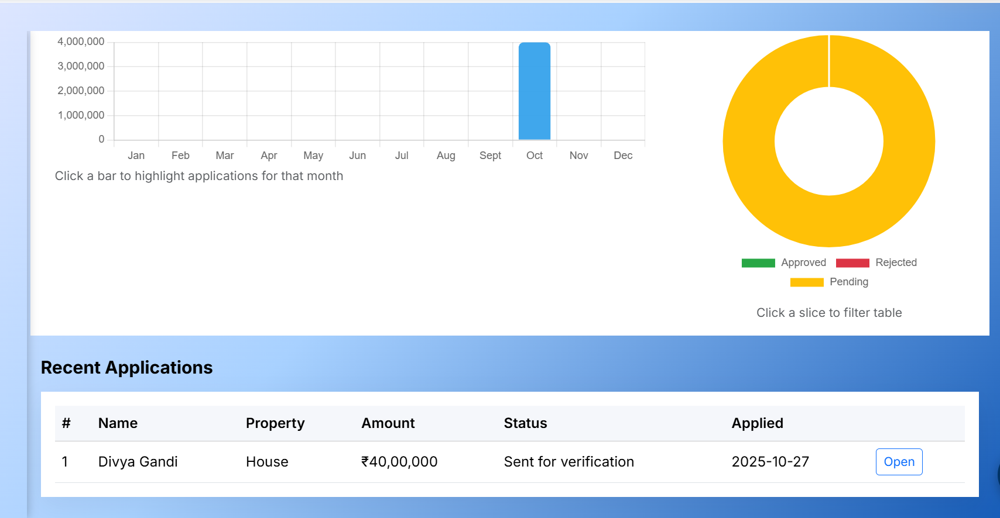 4,000,000
3,000,000
2,000,000
1,000,000
0
Jan Feb Mar Apr May Jun Jul Aug Sept Oct Nov Dec
Click a bar to highlight applications for that month
Approved Rejected
Pending
Click a slice to filter table
Recent Applications
# Name Property Amount Status Applied
1 Divya Gandi House ₹40,00,000 Sent for verification 2025-10-27 Open